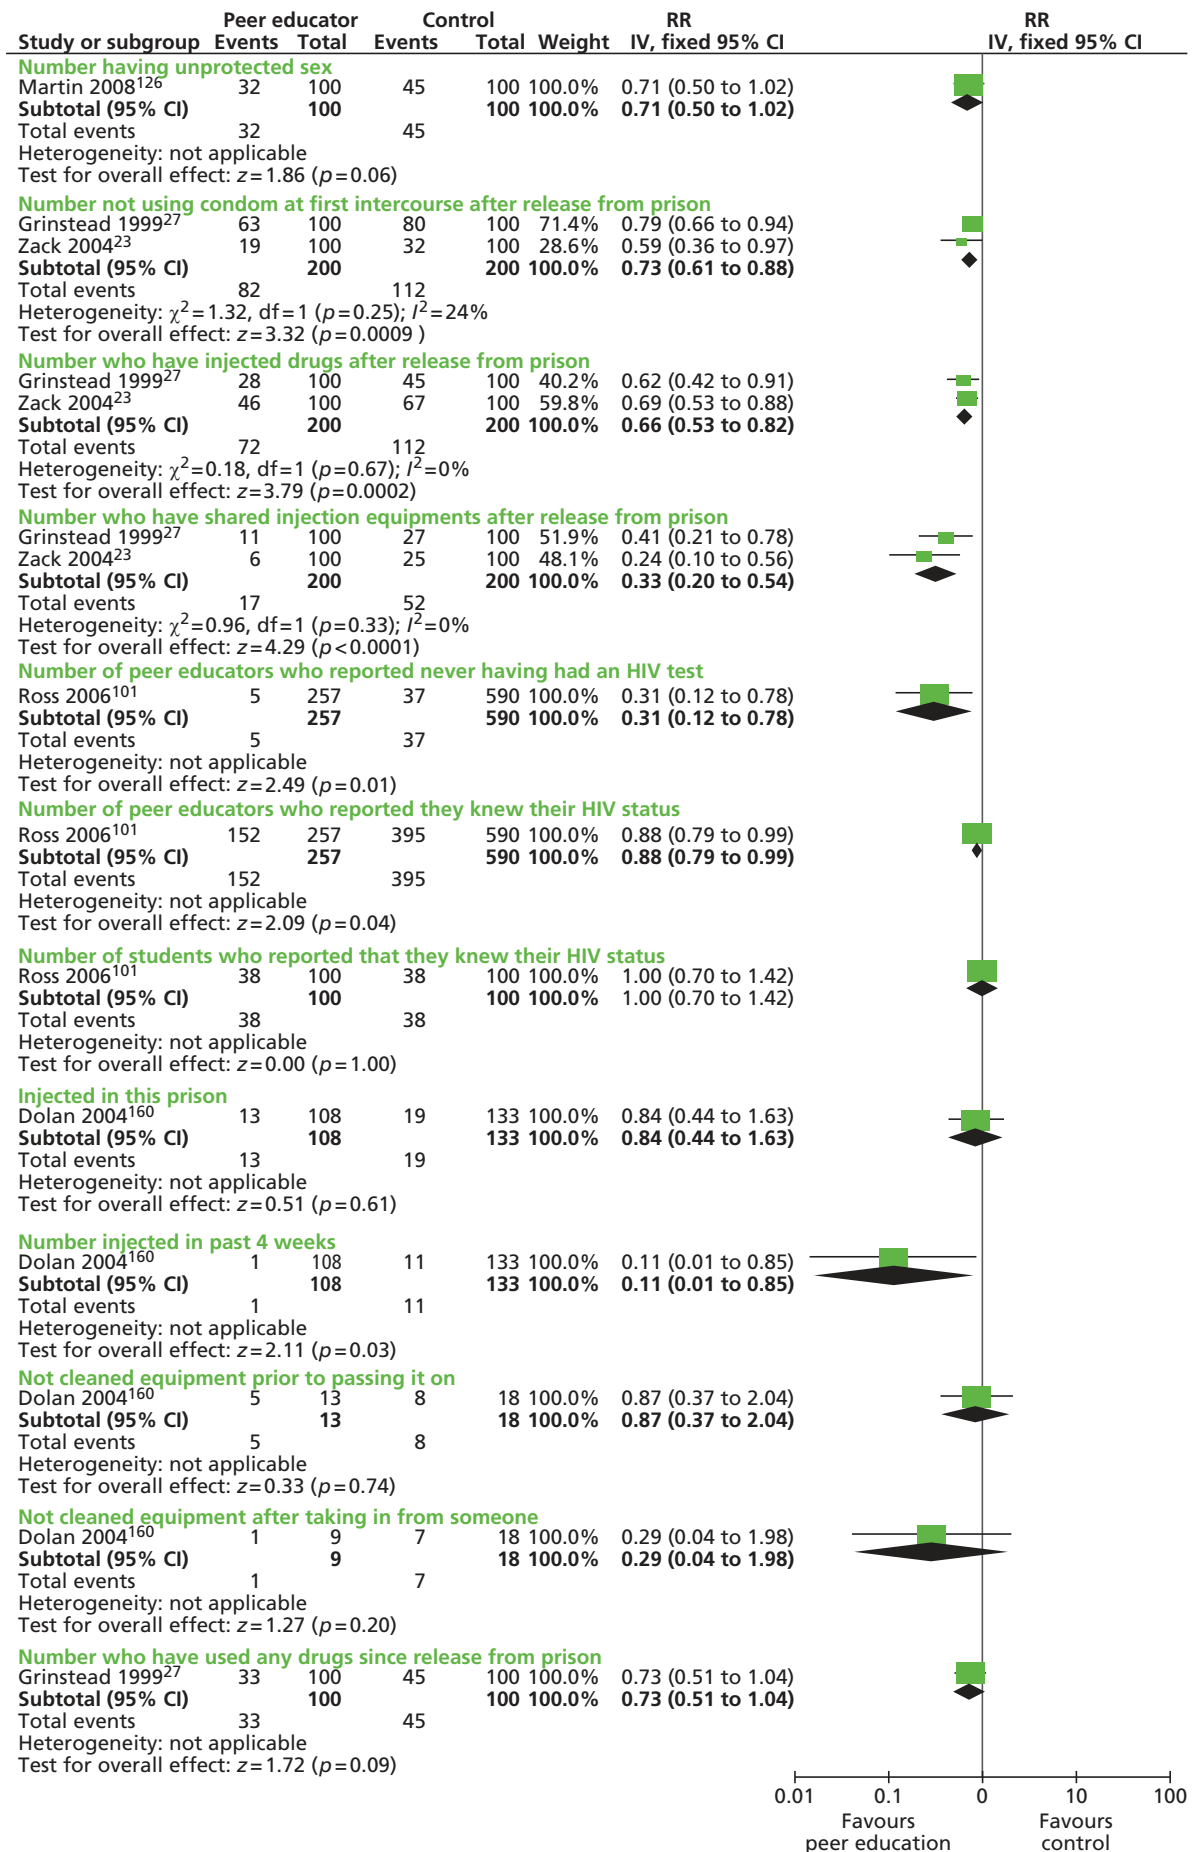 Peer educator Control RR RR
Study or subgroup Events Total Events Total Weight IV, fixed 95% CI IV, fixed 95% CI
Number having unprotected sex
Martin 2008126 32 100 45 100 100.0% 0.71 (0.50 to 1.02)
Subtotal (95% CI) 100 100 100.0% 0.71 (0.50 to 1.02)
Total events 32 45
Heterogeneity: not applicable
Test for overall effect: z=1.86 (p=0.06)
Number not using condom at first intercourse after release from prison
Grinstead 199927 63 100 80 100 71.4% 0.79 (0.66 to 0.94)
Zack 200423 19 100 32 100 28.6% 0.59 (0.36 to 0.97)
Subtotal (95% CI) 200 200 100.0% 0.73 (0.61 to 0.88)
Total events 82 112
Heterogeneity: χ2=1.32, df=1 (p=0.25); I2=24%
Test for overall effect: z=3.32 (p=0.0009 )
Number who have injected drugs after release from prison
Grinstead 199927 28 100 45 100 40.2% 0.62 (0.42 to 0.91)
Zack 200423 46 100 67 100 59.8% 0.69 (0.53 to 0.88)
Subtotal (95% CI) 200 200 100.0% 0.66 (0.53 to 0.82)
Total events 72 112
Heterogeneity: χ2=0.18, df=1 (p=0.67); I2=0%
Test for overall effect: z=3.79 (p=0.0002)
Number who have shared injection equipments after release from prison
Grinstead 199927 11 100 27 100 51.9% 0.41 (0.21 to 0.78)
Zack 200423 6 100 25 100 48.1% 0.24 (0.10 to 0.56)
Subtotal (95% CI) 200 200 100.0% 0.33 (0.20 to 0.54)
Total events 17 52
Heterogeneity: χ2=0.96, df=1 (p=0.33); I2=0%
Test for overall effect: z=4.29 (p<0.0001)
Number of peer educators who reported never having had an HIV test
Ross 2006101 5 257 37 590 100.0% 0.31 (0.12 to 0.78)
Subtotal (95% CI) 257 590 100.0% 0.31 (0.12 to 0.78)
Total events 5 37
Heterogeneity: not applicable
Test for overall effect: z=2.49 (p=0.01)
Number of peer educators who reported they knew their HIV status
Ross 2006101 152 257 395 590 100.0% 0.88 (0.79 to 0.99)
Subtotal (95% CI) 257 590 100.0% 0.88 (0.79 to 0.99)
Total events 152 395
Heterogeneity: not applicable
Test for overall effect: z=2.09 (p=0.04)
Number of students who reported that they knew their HIV status
Ross 2006101 38 100 38 100 100.0% 1.00 (0.70 to 1.42)
Subtotal (95% CI) 100 100 100.0% 1.00 (0.70 to 1.42)
Total events 38 38
Heterogeneity: not applicable
Test for overall effect: z=0.00 (p=1.00)
Injected in this prison
Dolan 2004160 13 108 19 133 100.0% 0.84 (0.44 to 1.63)
Subtotal (95% CI) 108 133 100.0% 0.84 (0.44 to 1.63)
Total events 13 19
Heterogeneity: not applicable
Test for overall effect: z=0.51 (p=0.61)
Number injected in past 4 weeks
Dolan 2004160 1 108 11 133 100.0% 0.11 (0.01 to 0.85)
Subtotal (95% CI) 108 133 100.0% 0.11 (0.01 to 0.85)
Total events 1 11
Heterogeneity: not applicable
Test for overall effect: z=2.11 (p=0.03)
Not cleaned equipment prior to passing it on
Dolan 2004160 5 13 8 18 100.0% 0.87 (0.37 to 2.04)
Subtotal (95% CI) 13 18 100.0% 0.87 (0.37 to 2.04)
Total events 5 8
Heterogeneity: not applicable
Test for overall effect: z=0.33 (p=0.74)
Not cleaned equipment after taking in from someone
Dolan 2004160 1 9 7 18 100.0% 0.29 (0.04 to 1.98)
Subtotal (95% CI) 9 18 100.0% 0.29 (0.04 to 1.98)
Total events 1 7
Heterogeneity: not applicable
Test for overall effect: z=1.27 (p=0.20)
Number who have used any drugs since release from prison
Grinstead 199927 33 100 45 100 100.0% 0.73 (0.51 to 1.04)
Subtotal (95% CI) 100 100 100.0% 0.73 (0.51 to 1.04)
Total events 33 45
Heterogeneity: not applicable
Test for overall effect: z=1.72 (p=0.09)
0.01 0.1 0 10 100
Favours Favours
peer education control